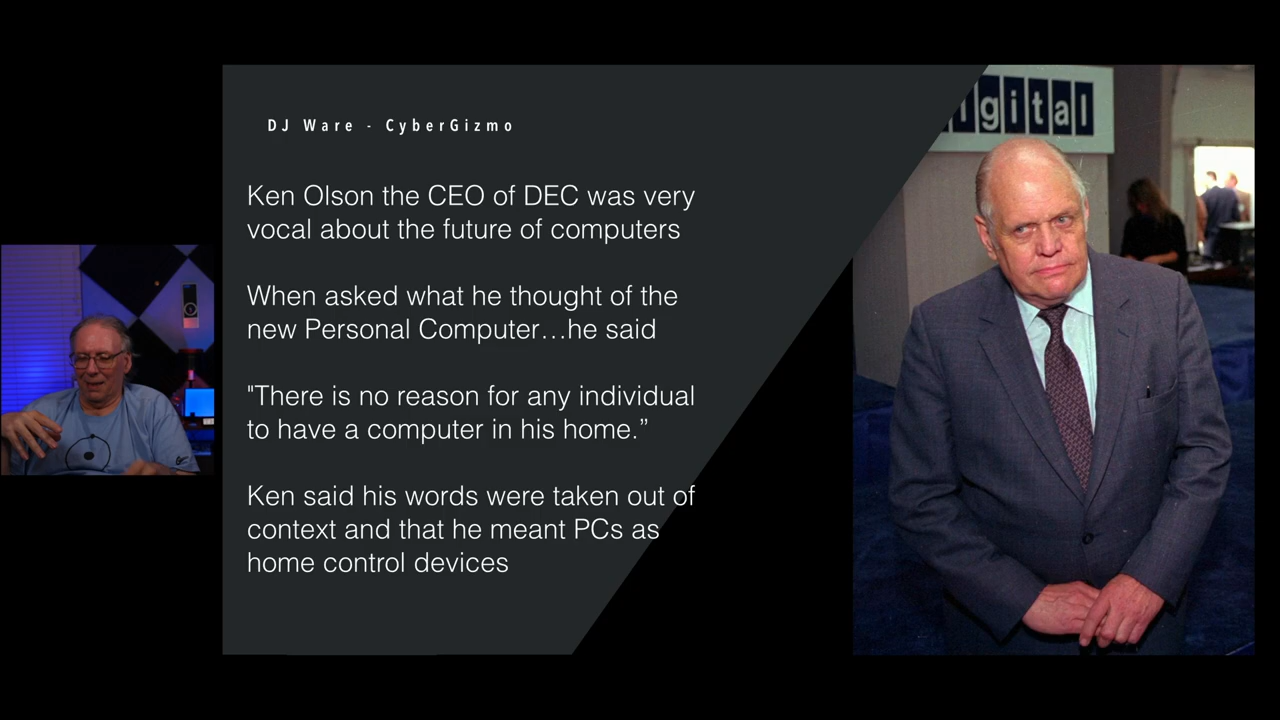 DJ Ware - CyberGizmo
Ken Olson the CEO of DEC was very
vocal about the future of computers
When asked what he thought of the
new Personal Computer...he said
"There is no reason for any individual
to have a computer in his home.”
Ken said his words were taken out of
context and that he meant PCs as
home control devices
igital